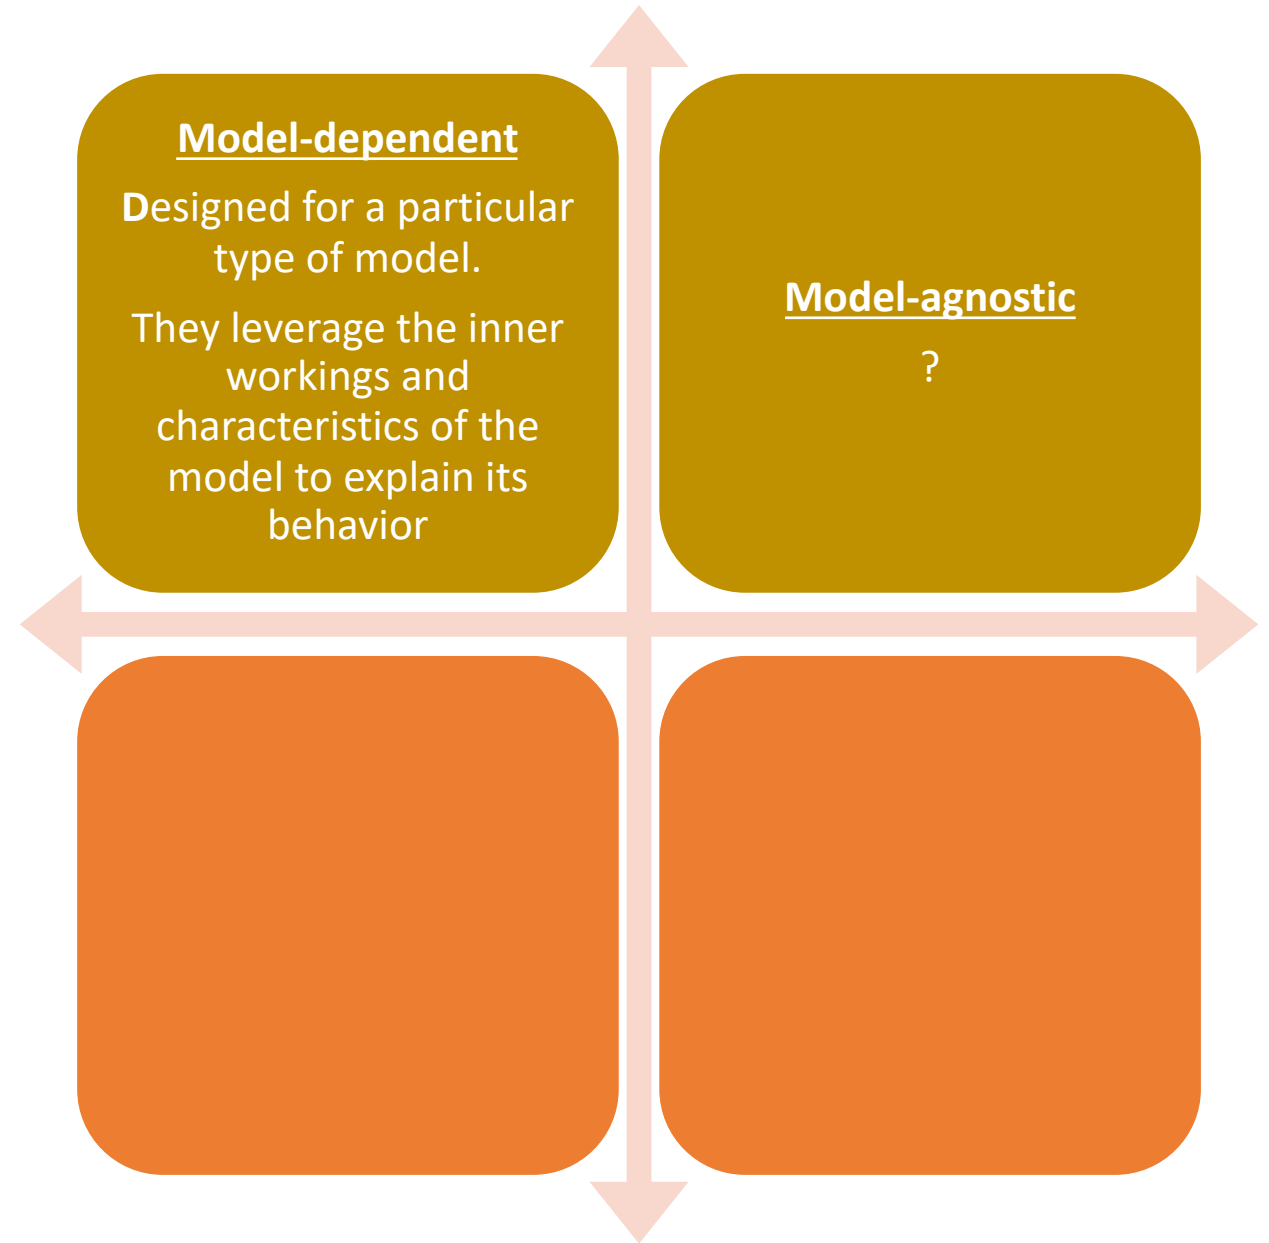 Model-dependent
Designed for a particular
type of model.
They leverage the inner
workings and
characteristics of the
model to explain its
behavior
Model-agnostic
?